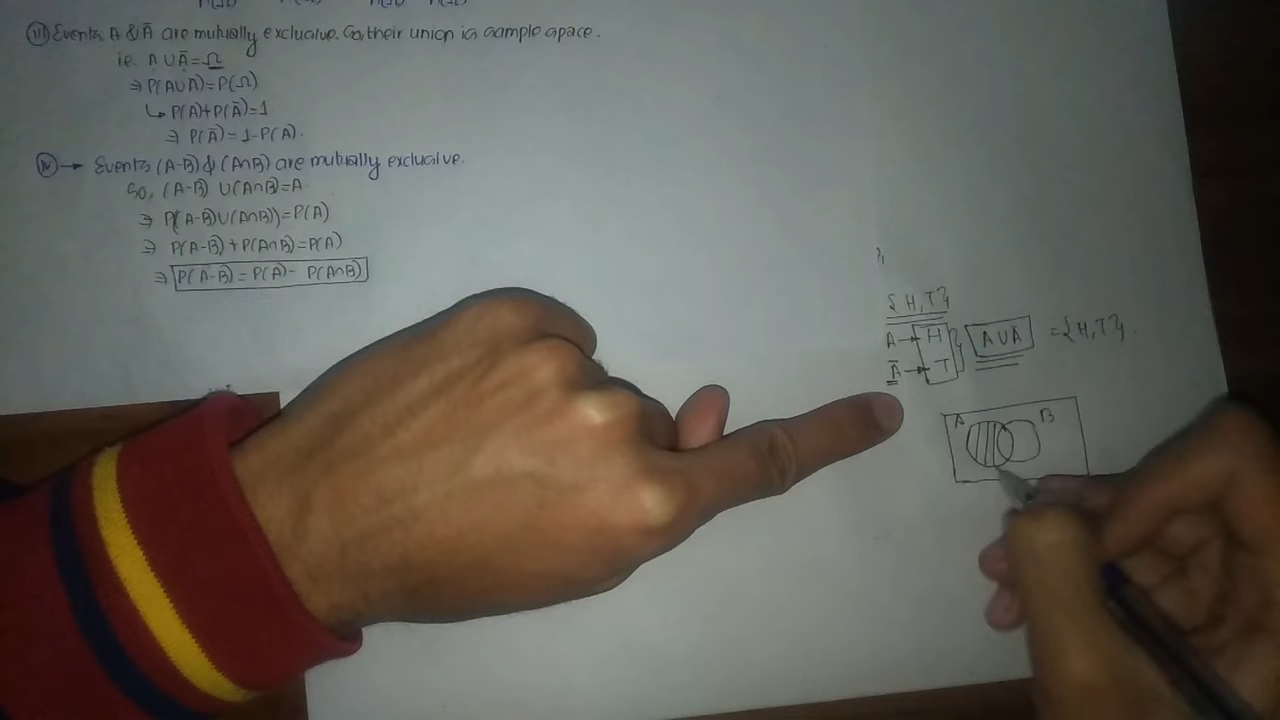 (III) Events A & Ā are mutually exclusive. So their union is sample space.
ie. A ∪ Ā = Ω
⇒ P(A∪Ā) = P(Ω)
↳ P(A)+P(Ā)=1
⇒ P(Ā) = 1-P(A).
(IV) → Events (A-B) & (A∩B) are mutually exclusive.
So, (A-B) ∪ (A∩B) = A
⇒ P((A-B)∪(A∩B)) = P(A)
⇒ P(A-B) + P(A∩B) = P(A)
⇒ P(A-B) = P(A) - P(A∩B)
{H,T}
A → H
A∪Ā = {H,T}.
Ā → T
A B